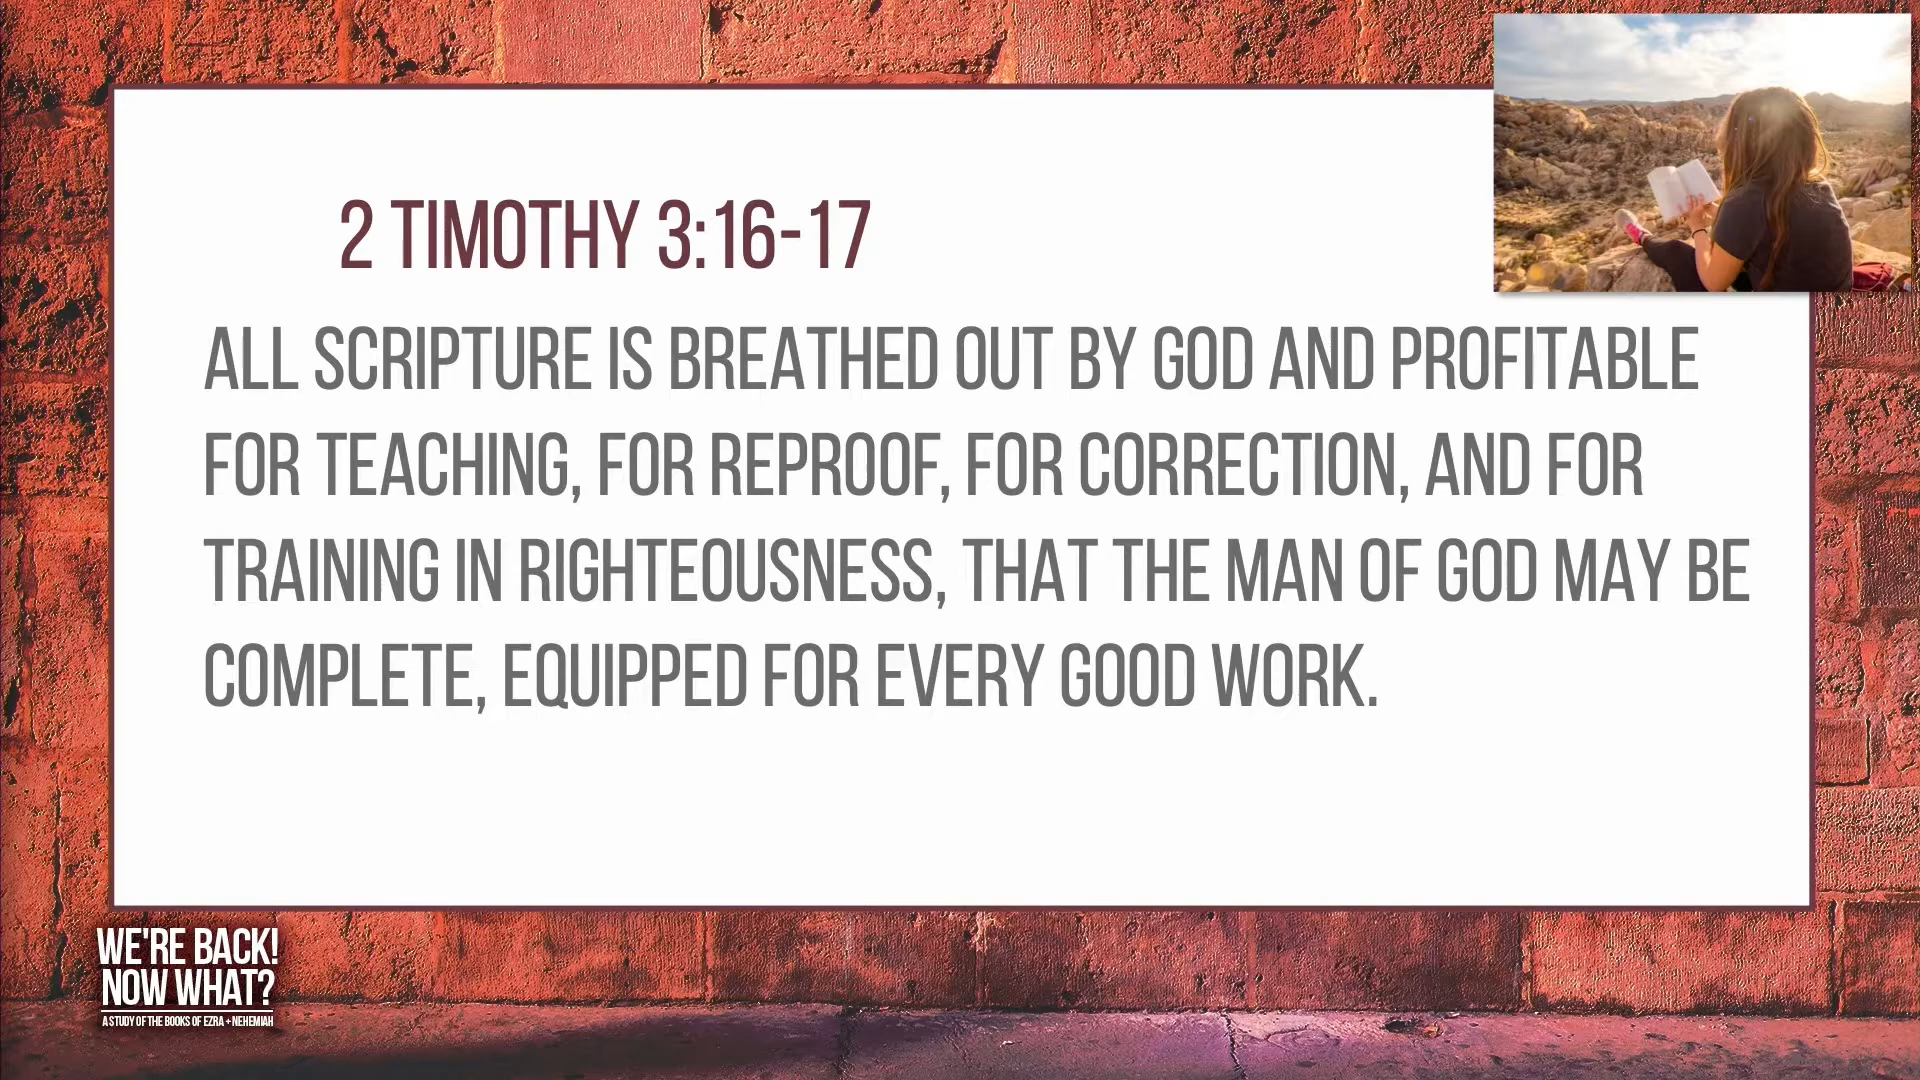 2 TIMOTHY 3:16-17
ALL SCRIPTURE IS BREATHED OUT BY GOD AND PROFITABLE
FOR TEACHING, FOR REPROOF, FOR CORRECTION, AND FOR
TRAINING IN RIGHTEOUSNESS, THAT THE MAN OF GOD MAY BE
COMPLETE, EQUIPPED FOR EVERY GOOD WORK.
WE'RE BACK!
NOW WHAT?
A STUDY OF THE BOOKS OF EZRA + NEHEMIAH